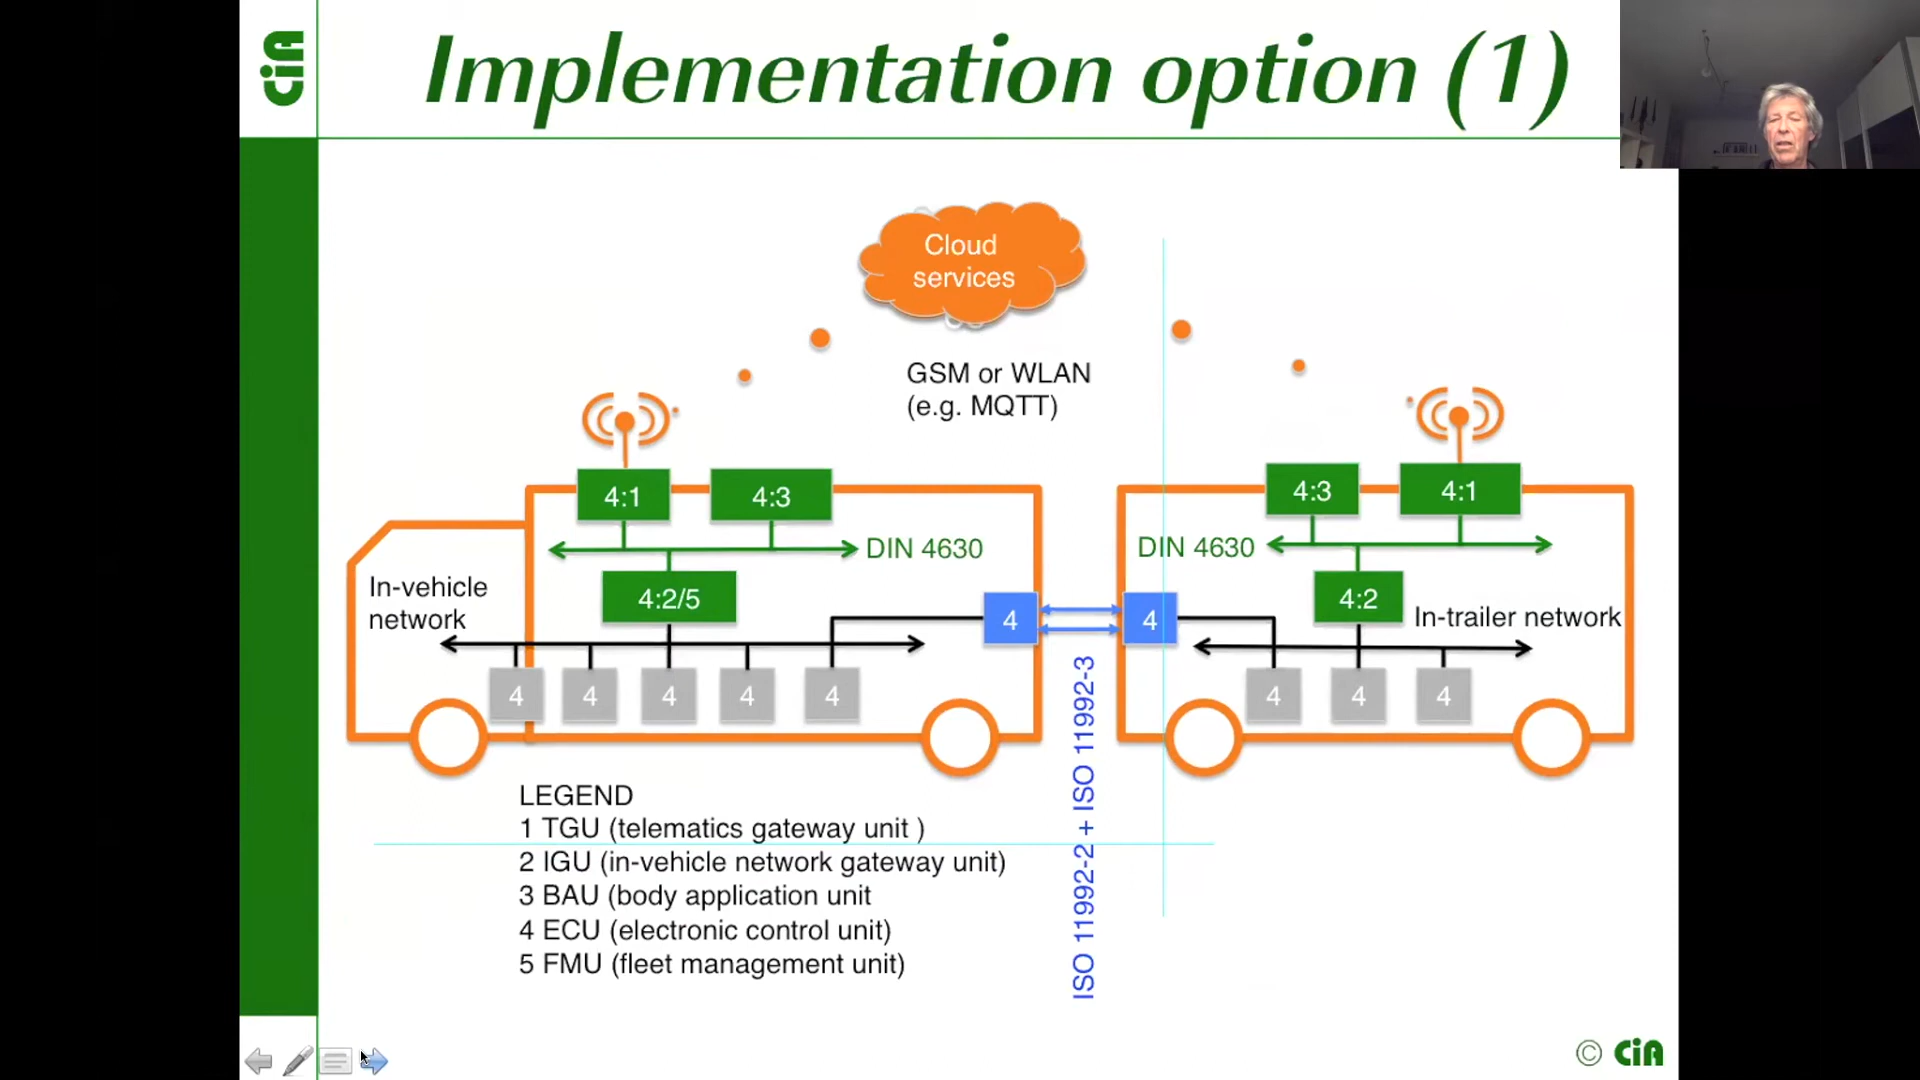 CiA
Implementation option (1)
Cloud
services
GSM or WLAN
(e.g. MQTT)
4:1
4:3
4:3
4:1
DIN 4630
DIN 4630
In-vehicle
network
4:2/5
4
4
4:2
In-trailer network
4
4
4
4
4
4
4
4
ISO 11992-2 + ISO 11992-3
LEGEND
1 TGU (telematics gateway unit )
2 IGU (in-vehicle network gateway unit)
3 BAU (body application unit
4 ECU (electronic control unit)
5 FMU (fleet management unit)
© CiA